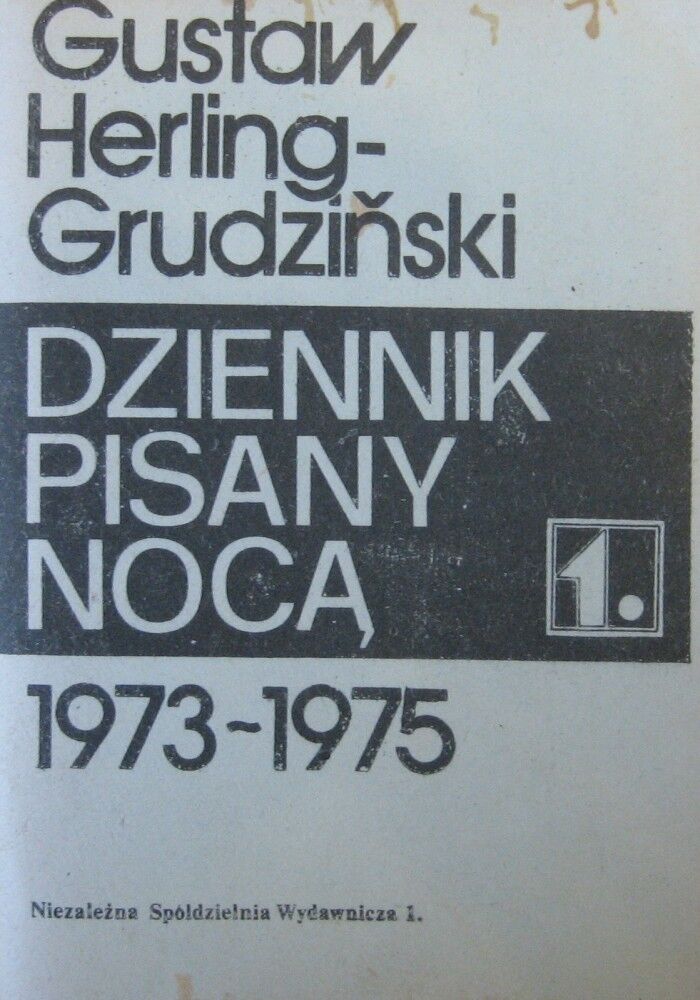 Gustaw
Herling-
Grudziński
DZIENNIK
PISANY
NOCĄ
1.
1973~1975
Niezależna Spółdzielnia Wydawnicza 1.